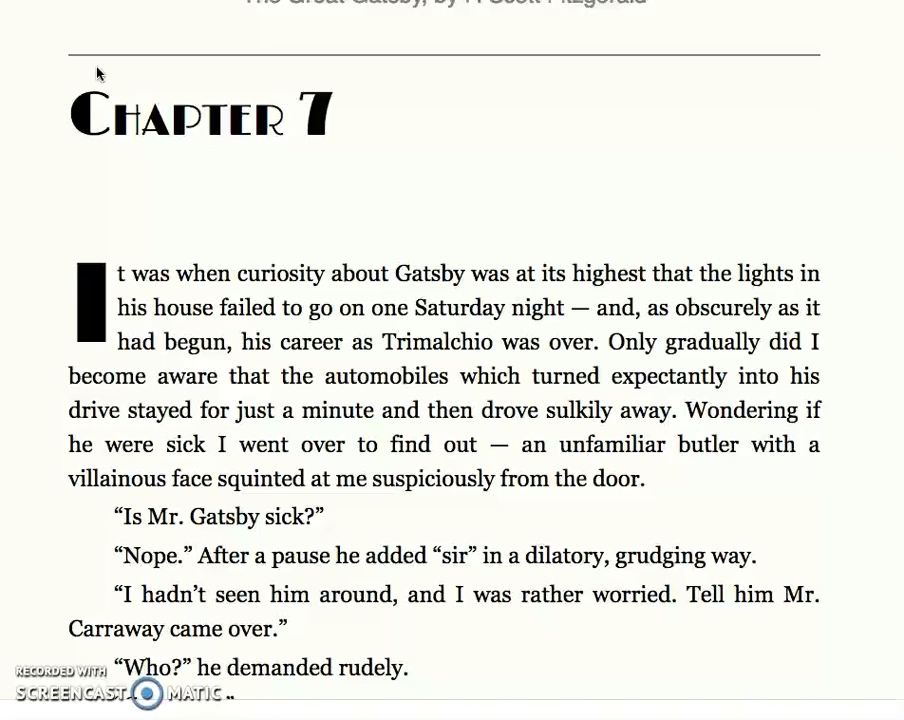 The Great Gatsby, by F. Scott Fitzgerald
CHAPTER 7
It was when curiosity about Gatsby was at its highest that the lights in
his house failed to go on one Saturday night — and, as obscurely as it
had begun, his career as Trimalchio was over. Only gradually did I
become aware that the automobiles which turned expectantly into his
drive stayed for just a minute and then drove sulkily away. Wondering if
he were sick I went over to find out — an unfamiliar butler with a
villainous face squinted at me suspiciously from the door.
“Is Mr. Gatsby sick?”
“Nope.” After a pause he added “sir” in a dilatory, grudging way.
“I hadn’t seen him around, and I was rather worried. Tell him Mr.
Carraway came over.”
“Who?” he demanded rudely.
RECORDED WITH
SCREENCAST-O-MATIC